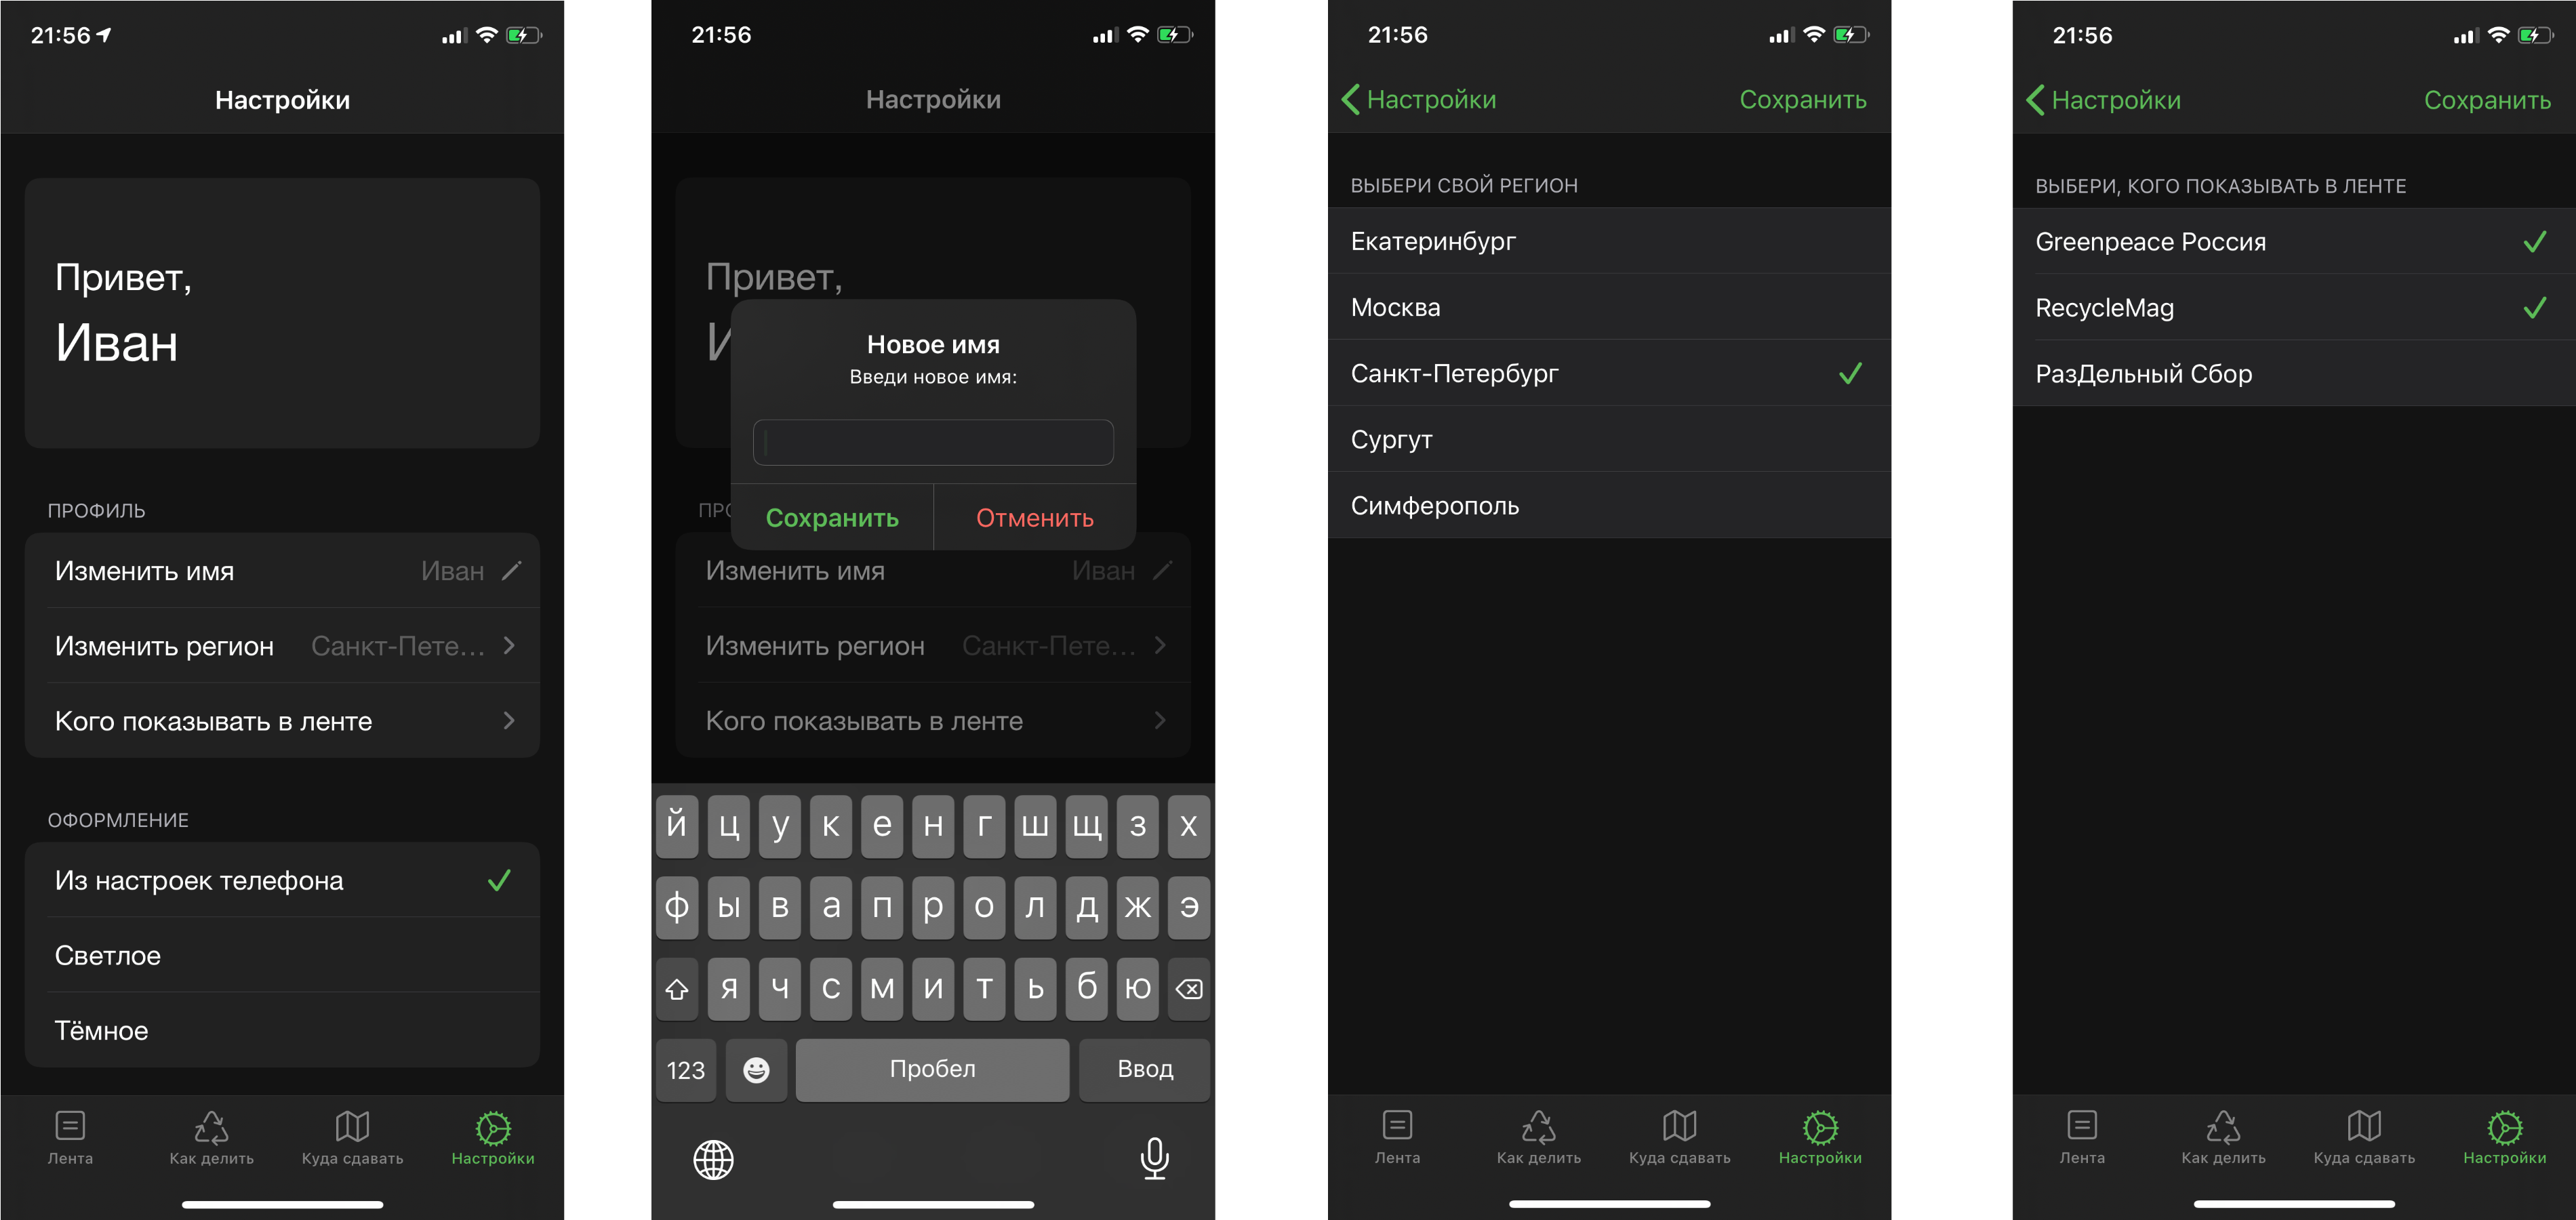 21:56
Настройки
Привет,
Иван
ПРОФИЛЬ
Изменить имя Иван
Изменить регион Санкт-Пете...
Кого показывать в ленте
ОФОРМЛЕНИЕ
Из настроек телефона
Светлое
Тёмное
Лента Как делить Куда сдавать Настройки
21:56
Настройки
Привет,
И
Новое имя
Введи новое имя:
Сохранить Отменить
ПРО
Изменить имя Иван
Изменить регион Санкт-Пете...
Кого показывать в ленте
й ц у к е н г ш щ з х
ф ы в а п р о л д ж э
я ч с м и т ь б ю
123 Пробел Ввод
21:56
Настройки Сохранить
ВЫБЕРИ СВОЙ РЕГИОН
Екатеринбург
Москва
Санкт-Петербург
Сургут
Симферополь
Лента Как делить Куда сдавать Настройки
21:56
Настройки Сохранить
ВЫБЕРИ, КОГО ПОКАЗЫВАТЬ В ЛЕНТЕ
Greenpeace Россия
RecycleMag
РазДельный Сбор
Лента Как делить Куда сдавать Настройки